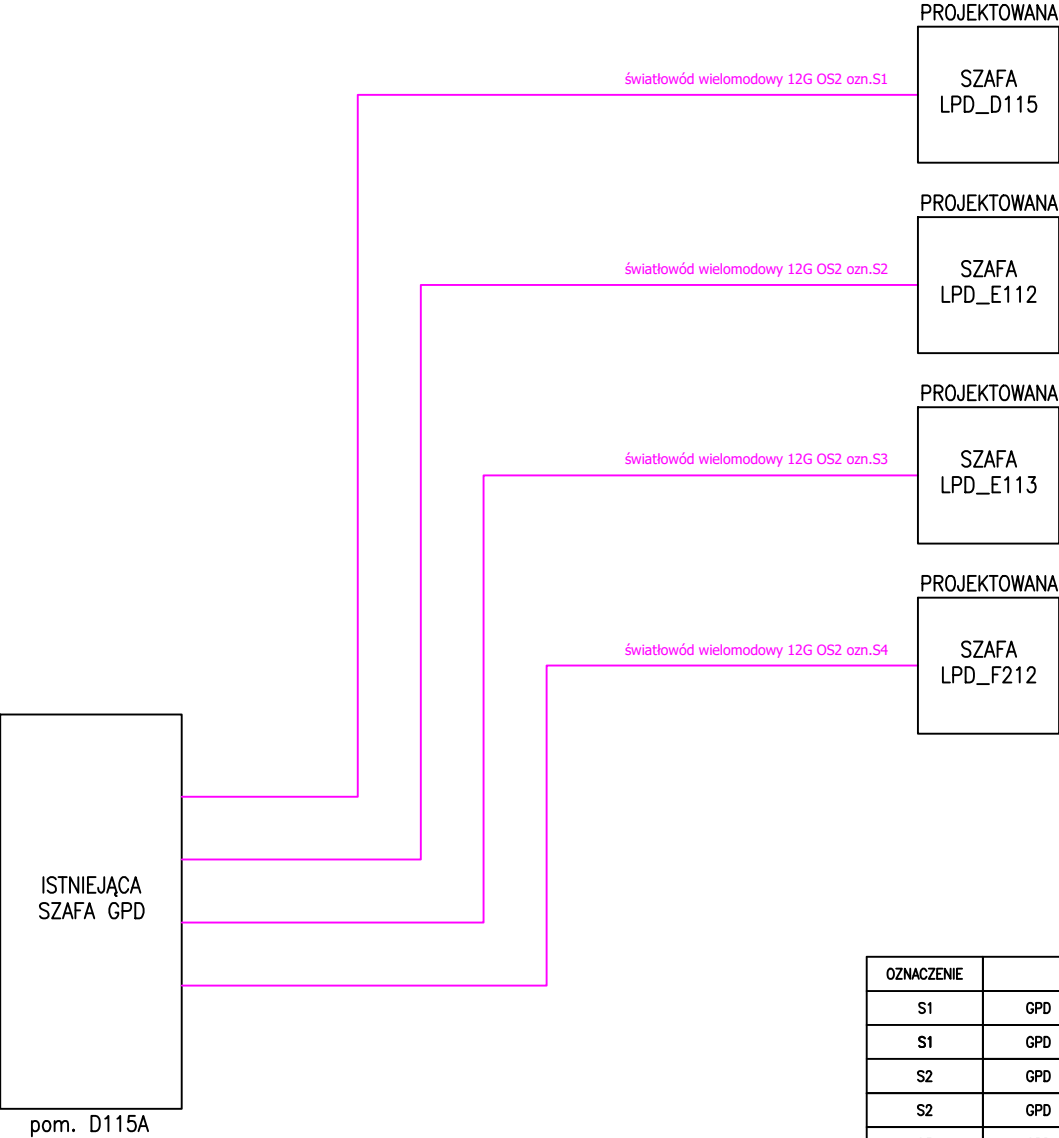 PROJEKTOWANA
światłowód wielomodowy 12G OS2 ozn.S1
SZAFA
LPD_D115
PROJEKTOWANA
światłowód wielomodowy 12G OS2 ozn.S2
SZAFA
LPD_E112
PROJEKTOWANA
światłowód wielomodowy 12G OS2 ozn.S3
SZAFA
LPD_E113
PROJEKTOWANA
światłowód wielomodowy 12G OS2 ozn.S4
SZAFA
LPD_F212
ISTNIEJĄCA
SZAFA GPD
pom. D115A
OZNACZENIE
S1 GPD
S1 GPD
S2 GPD
S2 GPD